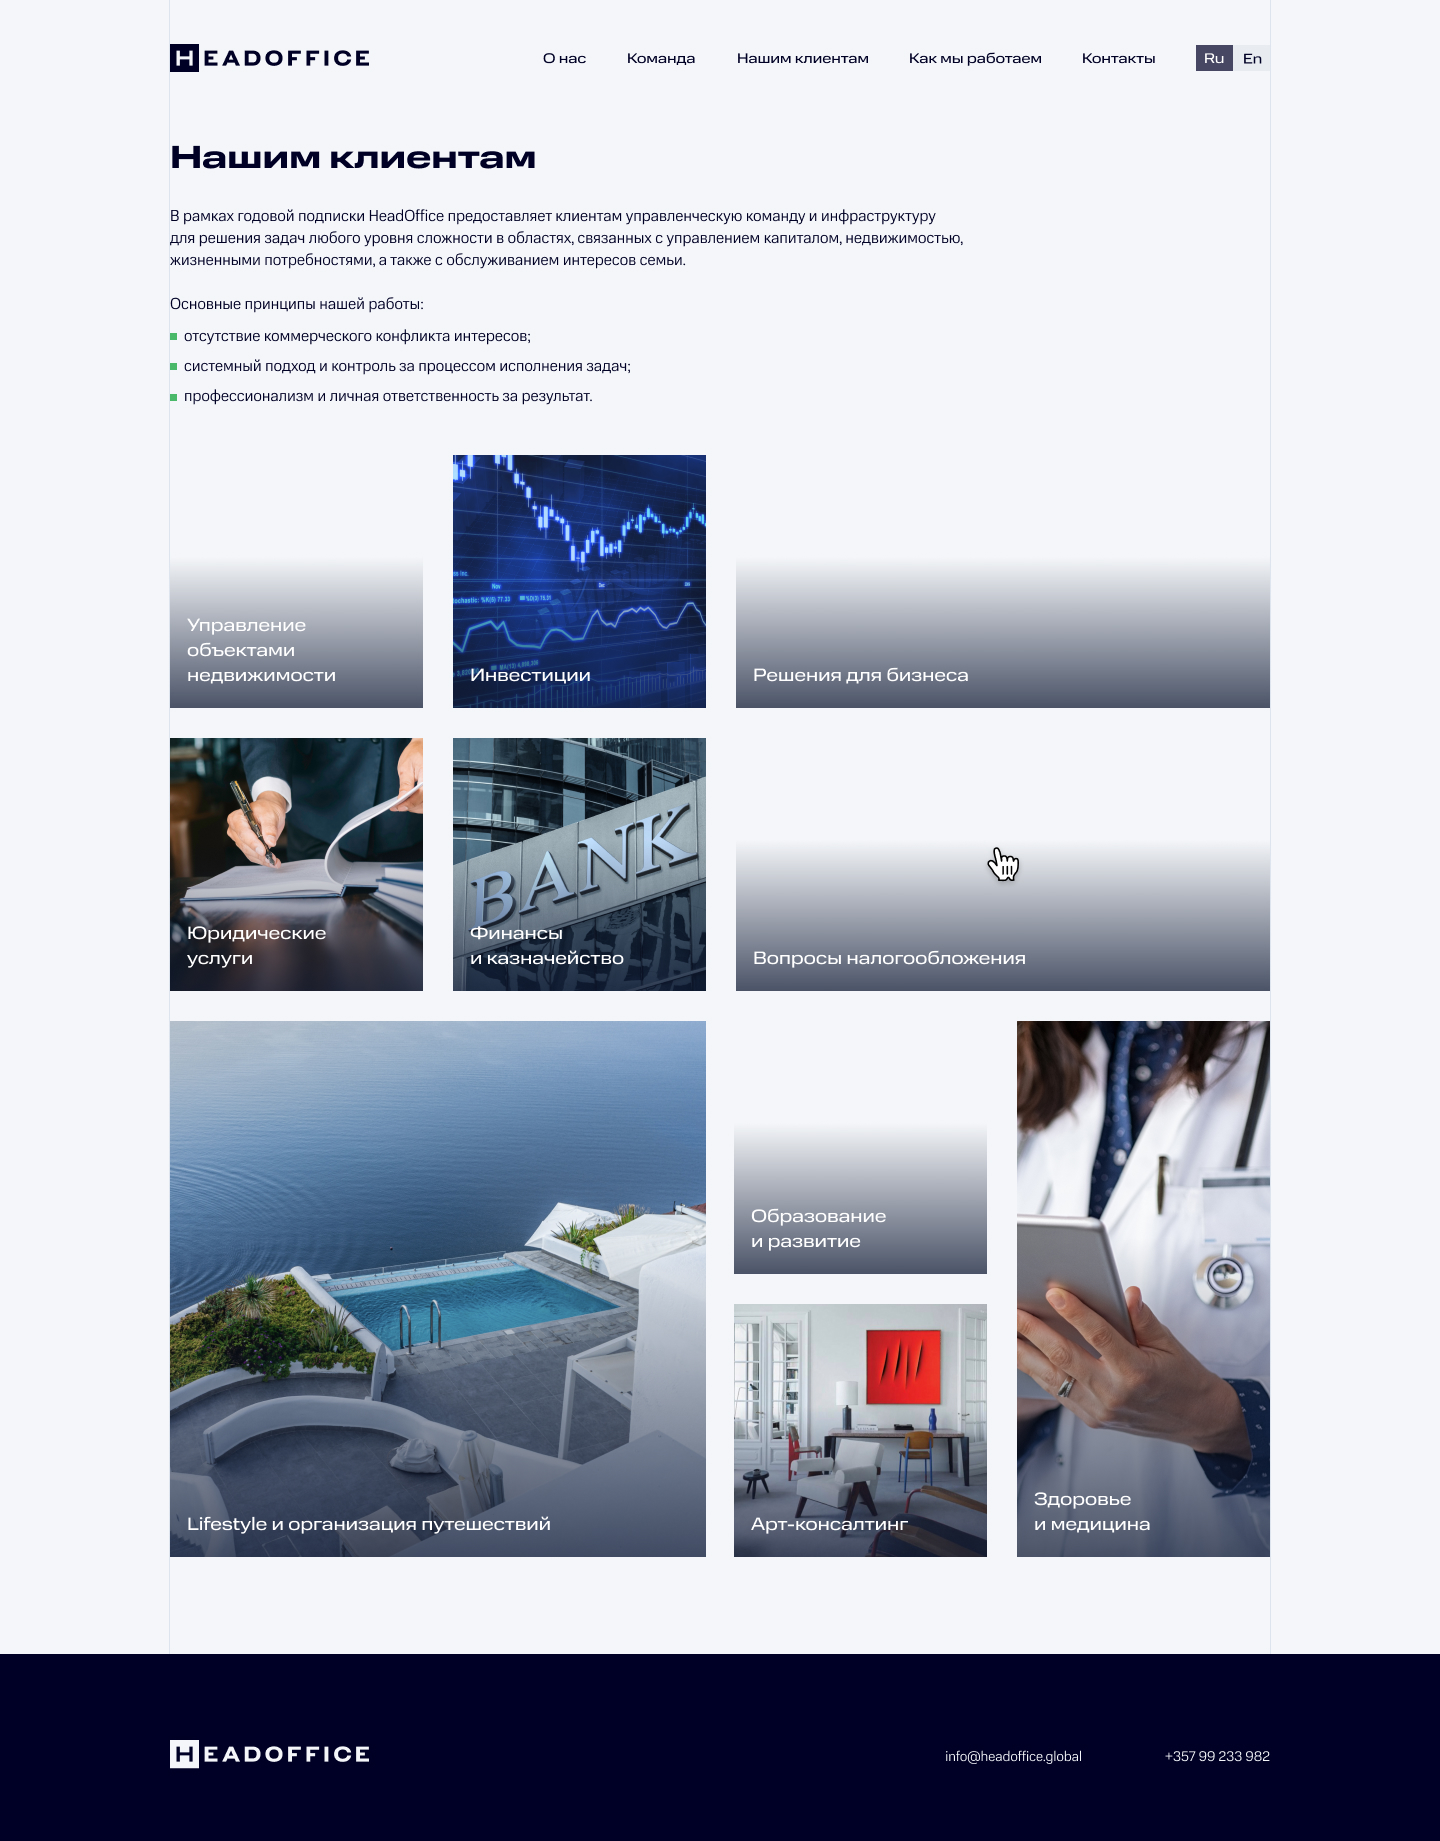 HEADOFFICE
О нас
Команда
Нашим клиентам
Как мы работаем
Контакты
Ru
En
Нашим клиентам
В рамках годовой подписки HeadOffice предоставляет клиентам управленческую команду и инфраструктуру
для решения задач любого уровня сложности в областях, связанных с управлением капиталом, недвижимостью,
жизненными потребностями, а также с обслуживанием интересов семьи.
Основные принципы нашей работы:
отсутствие коммерческого конфликта интересов;
системный подход и контроль за процессом исполнения задач;
профессионализм и личная ответственность за результат.
Управление
объектами
недвижимости
Nov
Dec
Инвестиции
Решения для бизнеса
Юридические
услуги
BANK
Финансы
и казначейство
Вопросы налогообложения
Lifestyle и организация путешествий
Образование
и развитие
Арт-консалтинг
Здоровье
и медицина
HEADOFFICE
info@headoffice.global
+357 99 233 982